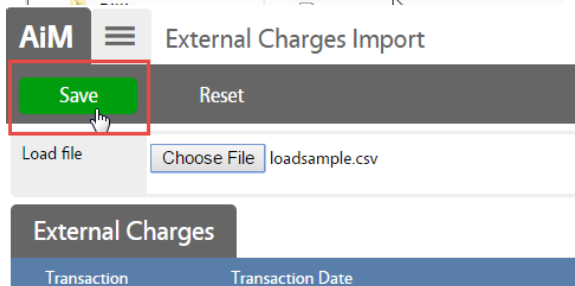 AiM External Charges Import
Save Reset
Load file Choose File loadsample.csv
External Charges
Transaction Transaction Date